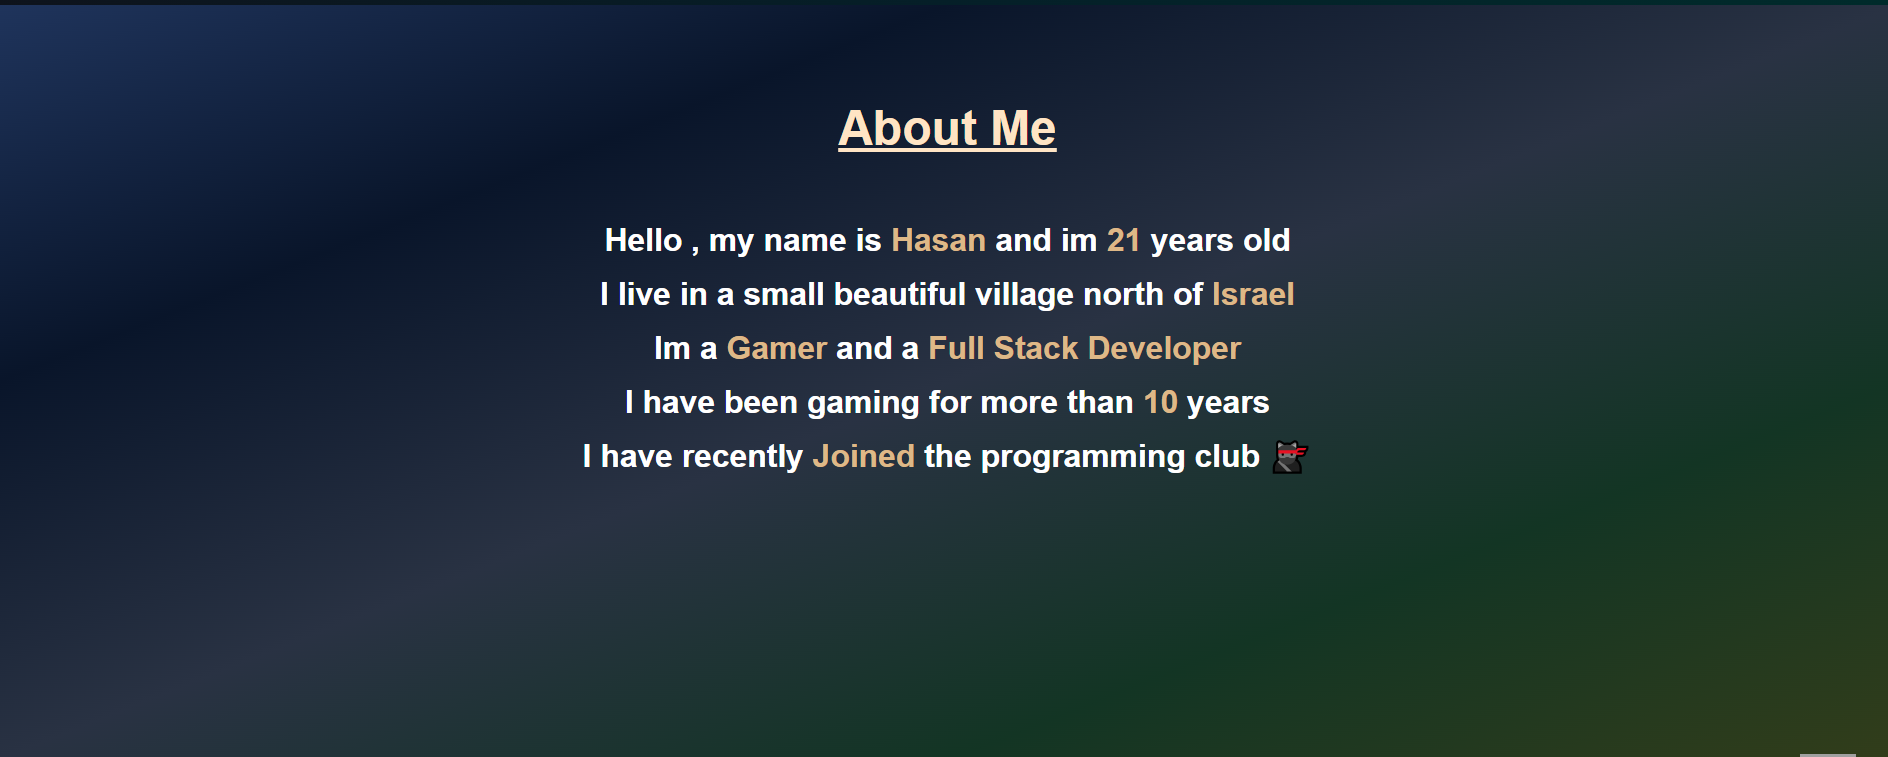 About Me
Hello , my name is Hasan and im 21 years old
I live in a small beautiful village north of Israel
Im a Gamer and a Full Stack Developer
I have been gaming for more than 10 years
I have recently Joined the programming club